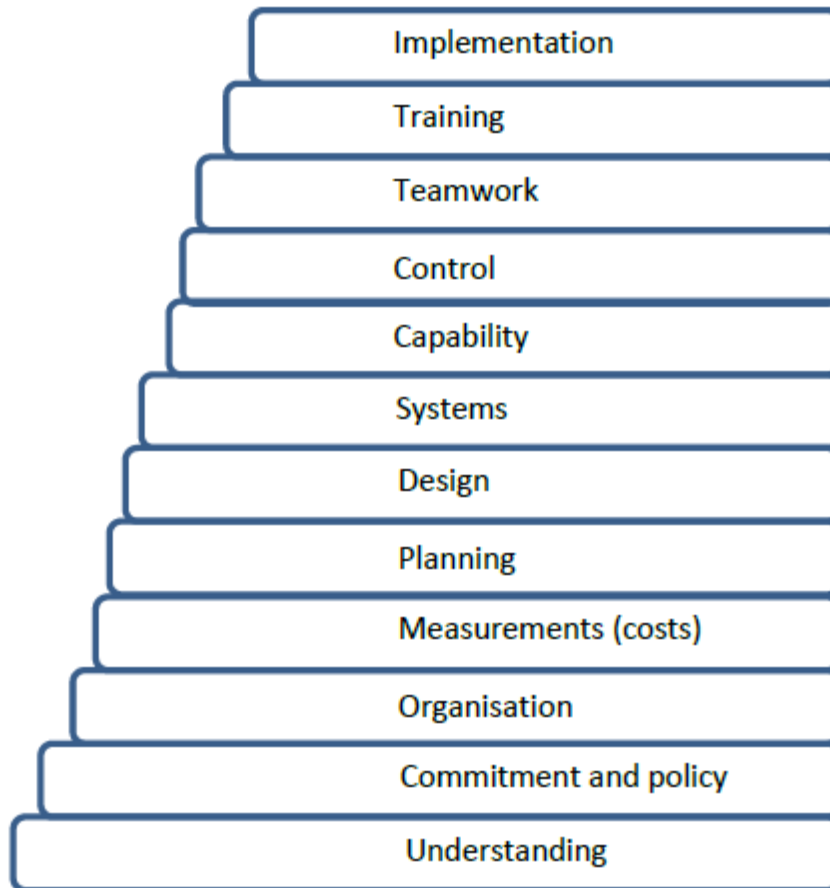 Implementation
Training
Teamwork
Control
Capability
Systems
Design
Planning
Measurements (costs)
Organisation
Commitment and policy
Understanding